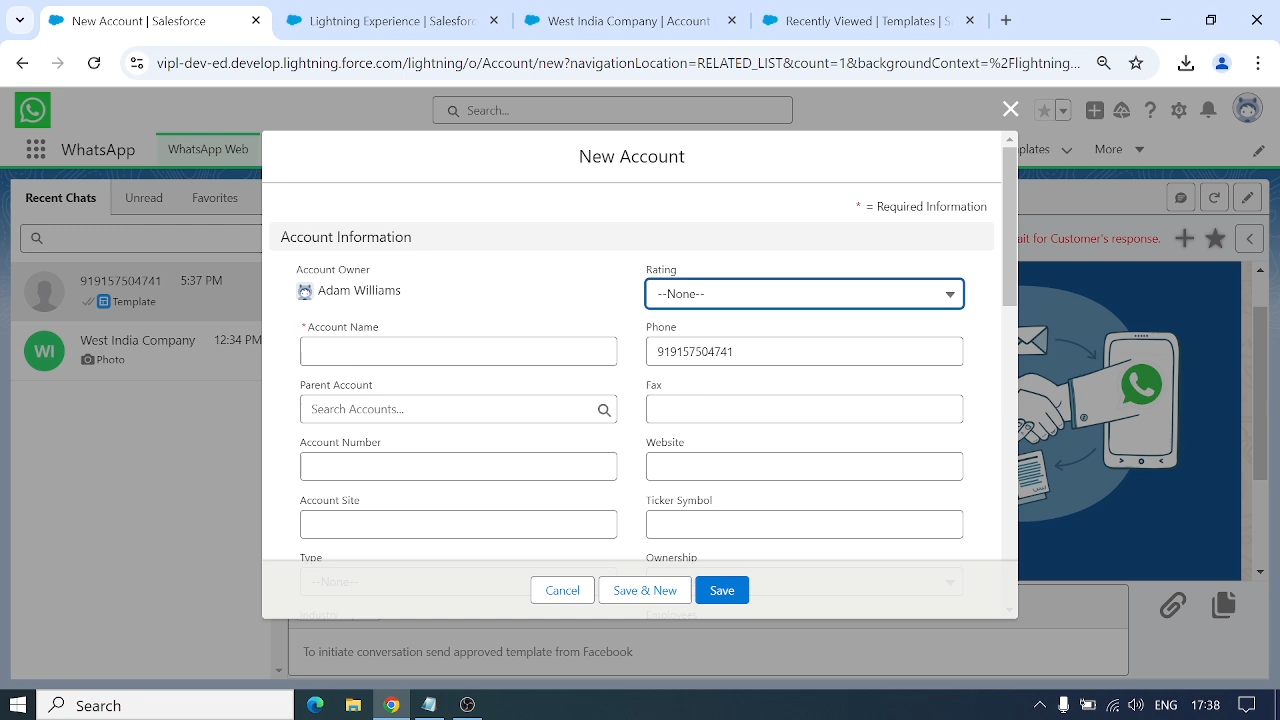 New Account | Salesforce
Lightning Experience | Salesforc
West India Company | Account
Recently Viewed | Templates | S
vipl-dev-ed.develop.lightning.force.com/lightning/o/Account/new?navigationLocation=RELATED_LIST&count=1&backgroundContext=%2Flightning...
Search...
WhatsApp
WhatsApp Web
plates
More
Recent Chats
Unread
Favorites
919157504741 5:37 PM
Template
WI
West India Company 12:34 PM
Photo
ait for Customer's response.
New Account
* = Required Information
Account Information
Account Owner
Adam Williams
Rating
--None--
* Account Name
Phone
919157504741
Parent Account
Search Accounts...
Fax
Account Number
Website
Account Site
Ticker Symbol
Type
--None--
Ownership
Industry
Employees
Cancel
Save & New
Save
To initiate conversation send approved template from Facebook
Search
ENG
17:38